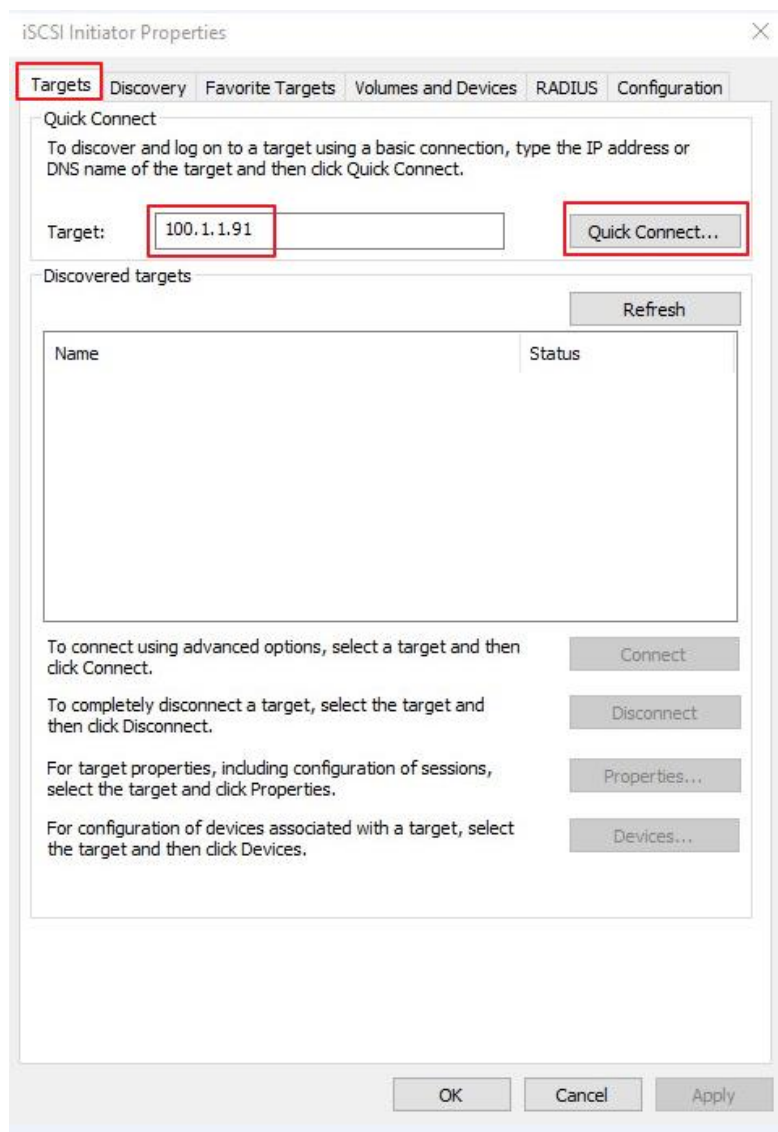 iSCSI Initiator Properties
Targets Discovery Favorite Targets Volumes and Devices RADIUS Configuration
Quick Connect
To discover and log on to a target using a basic connection, type the IP address or
DNS name of the target and then click Quick Connect.
Target: 100.1.1.91 Quick Connect...
Discovered targets
Refresh
Name Status
To connect using advanced options, select a target and then
click Connect.
Connect
To completely disconnect a target, select the target and
then click Disconnect.
Disconnect
For target properties, including configuration of sessions,
select the target and click Properties.
Properties...
For configuration of devices associated with a target, select
the target and then click Devices.
Devices...
OK Cancel Apply